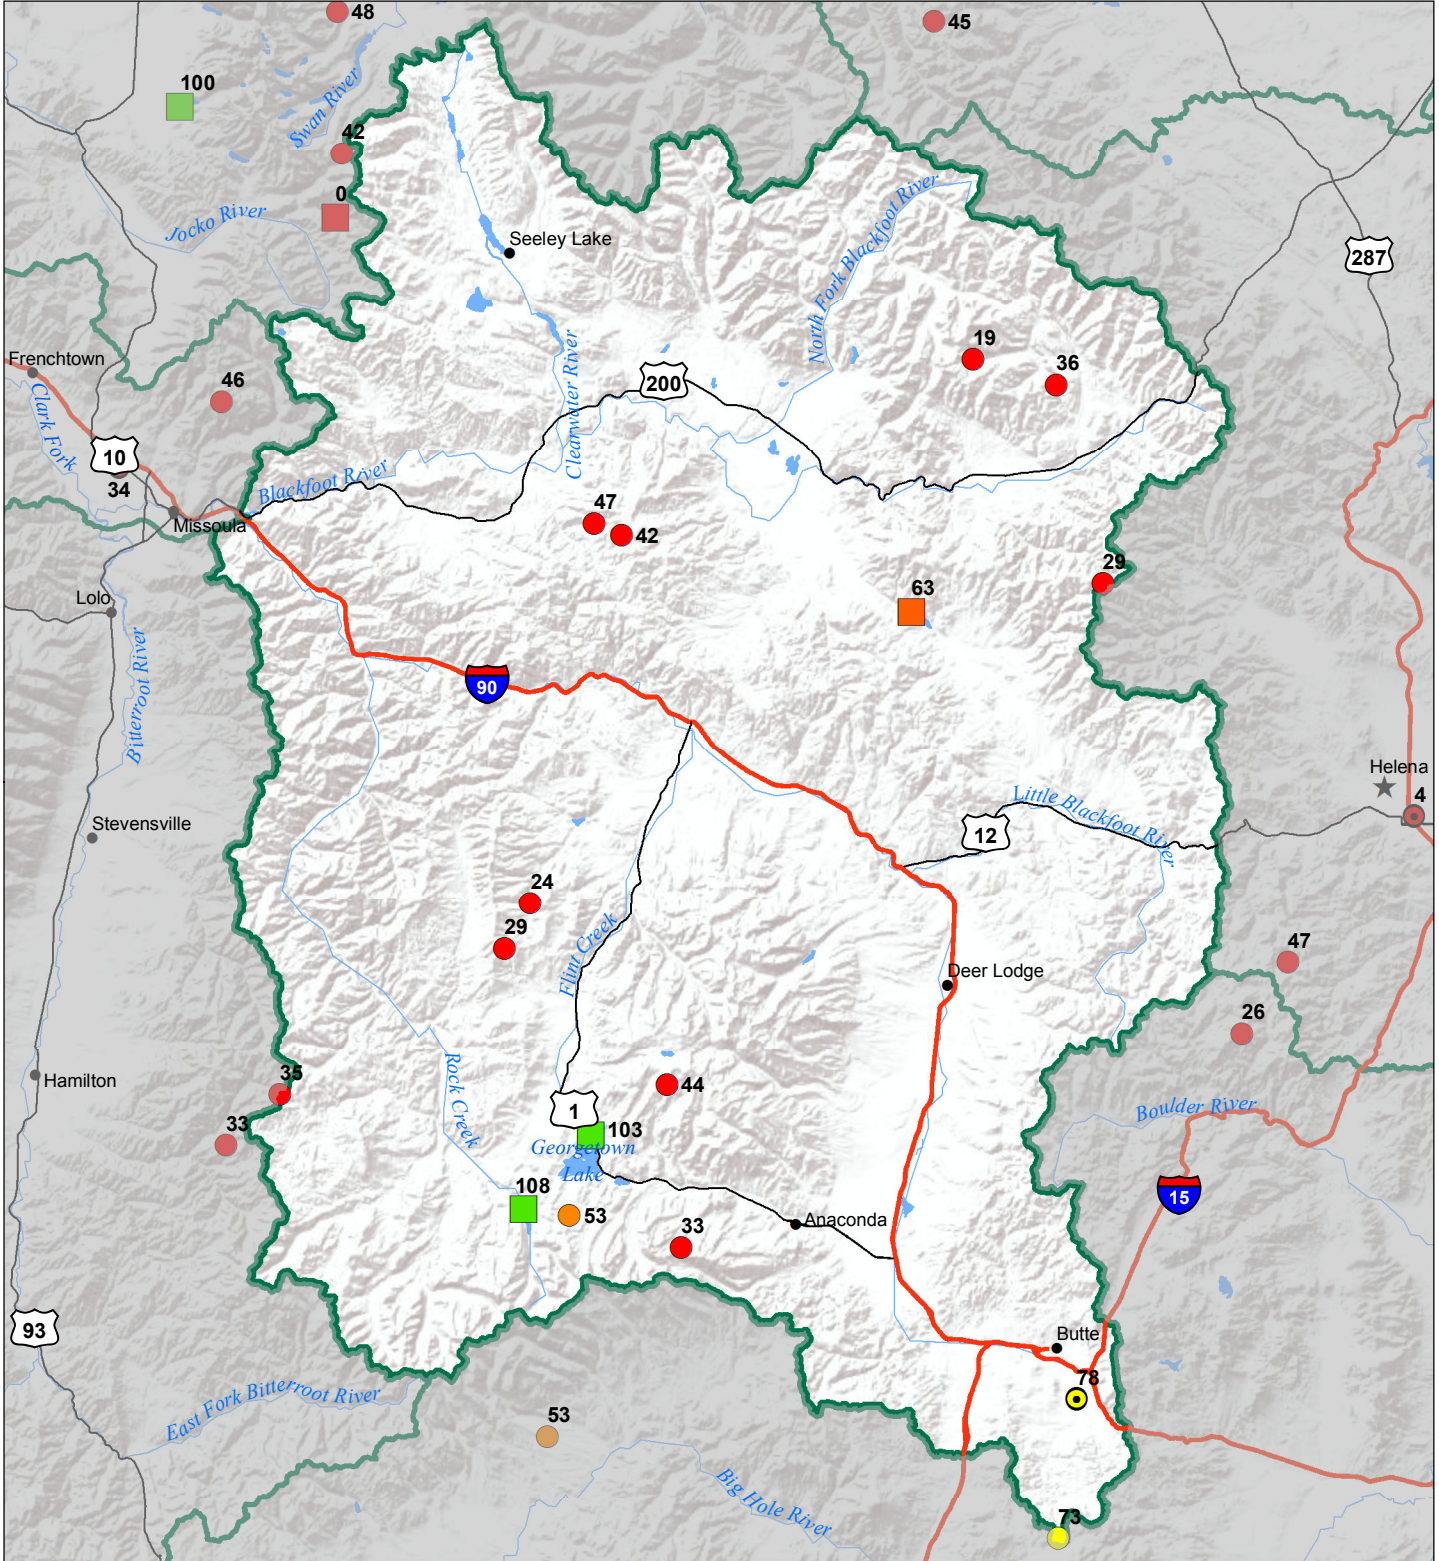 48
45
100
Swan River
42
0
Jocko River
North Fork Blackfoot River
Seeley Lake
287
Clearwater River
19
Frenchtown
36
200
46
Clark Fork
10
Blackfoot River
34
47
Missoula
42
29
63
Lolo
Bitterroot River
90
Helena
Little Blackfoot River
4
Stevensville
12
24
Flint Creek
29
47
Deer Lodge
26
35
Hamilton
Rock Creek
44
Boulder River
1
33
103
Georgetown
Lake
108
15
53
Anaconda
33
93
Butte
78
East Fork Bitterroot River
53
Big Hole River
73